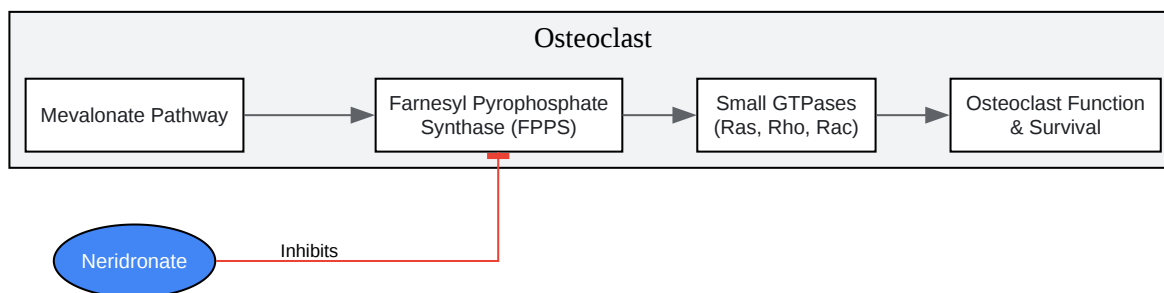 Osteoclast
Mevalonate Pathway
Farnesyl Pyrophosphate
Synthase (FPPS)
Small GTPases
(Ras, Rho, Rac)
Osteoclast Function
& Survival
Neridronate
Inhibits